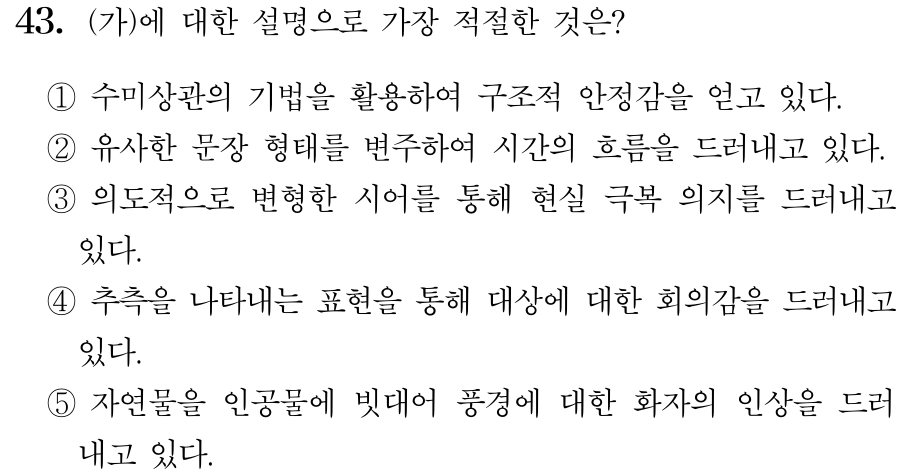 43. (가)에 대한 설명으로 가장 적절한 것은?
① 수미상관의 기법을 활용하여 구조적 안정감을 얻고 있다.
② 유사한 문장 형태를 변주하여 시간의 흐름을 드러내고 있다.
③ 의도적으로 변형한 시어를 통해 현실 극복 의지를 드러내고
있다.
④ 추측을 나타내는 표현을 통해 대상에 대한 회의감을 드러내고
있다.
⑤ 자연물을 인공물에 빗대어 풍경에 대한 화자의 인상을 드러
내고 있다.